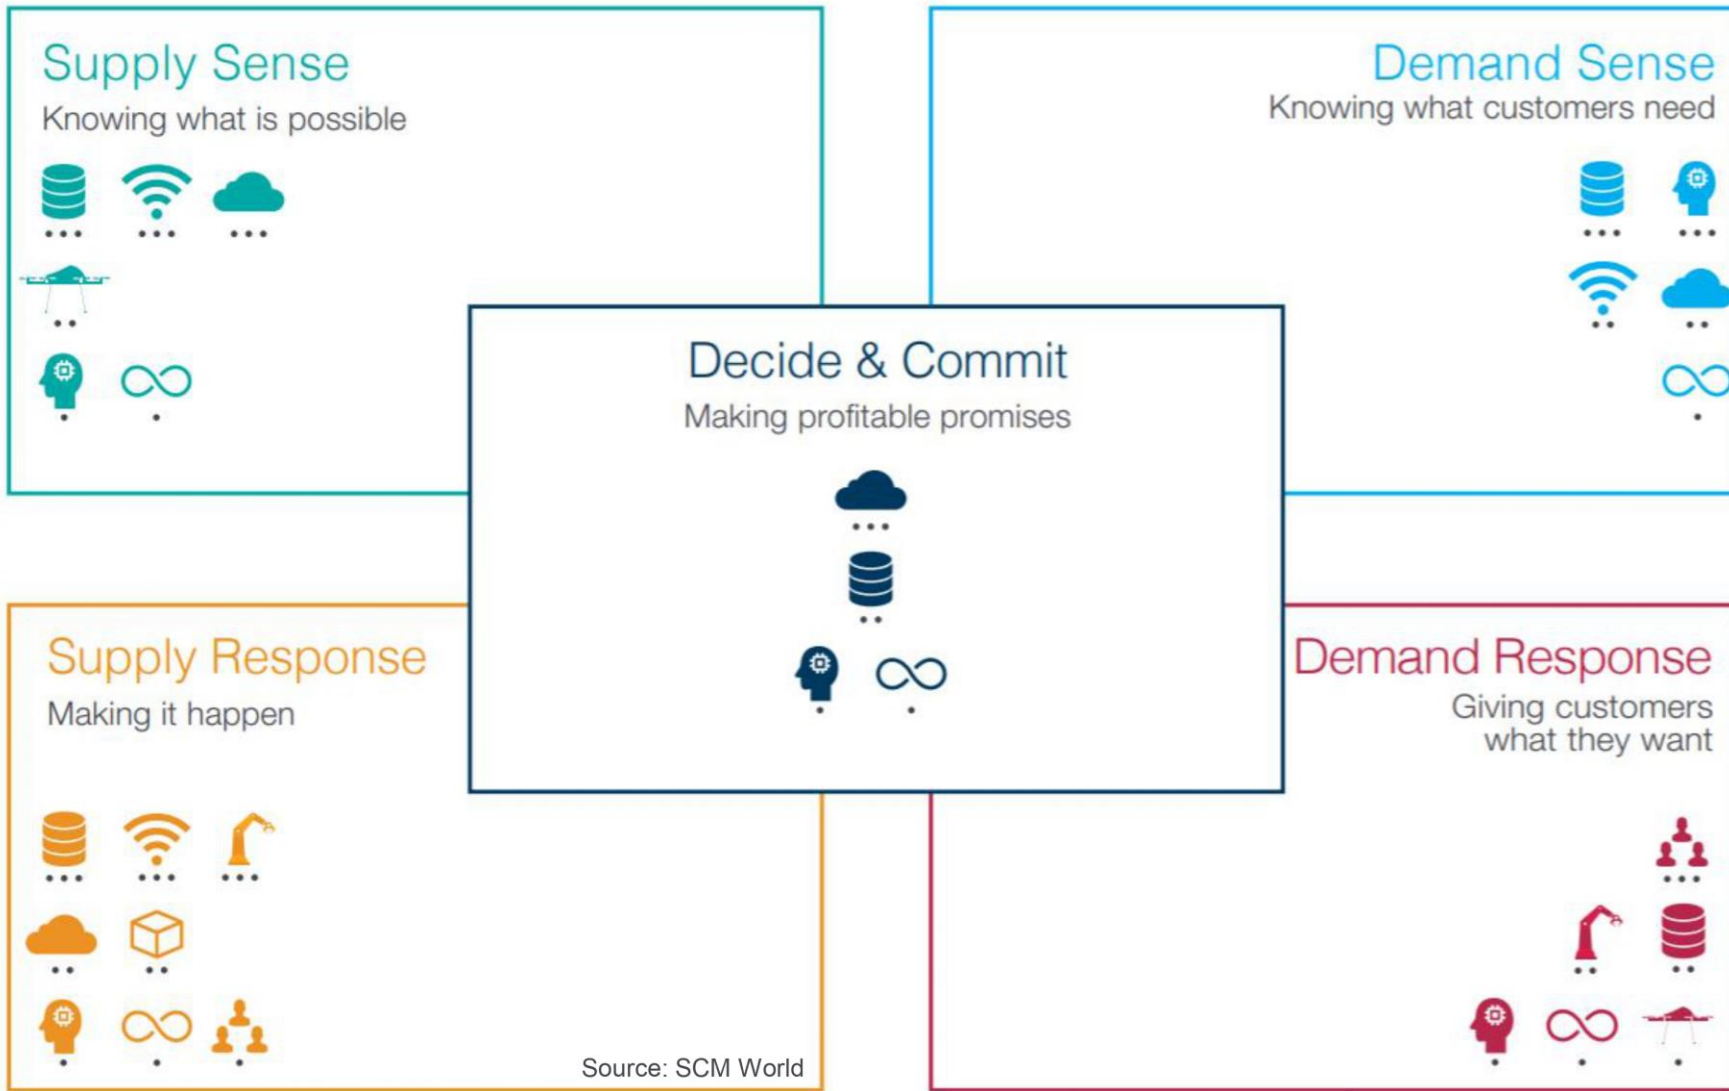 Supply Sense
Knowing what is possible
Demand Sense
Knowing what customers need
Decide & Commit
Making profitable promises
Supply Response
Making it happen
Demand Response
Giving customers
what they want
Source: SCM World